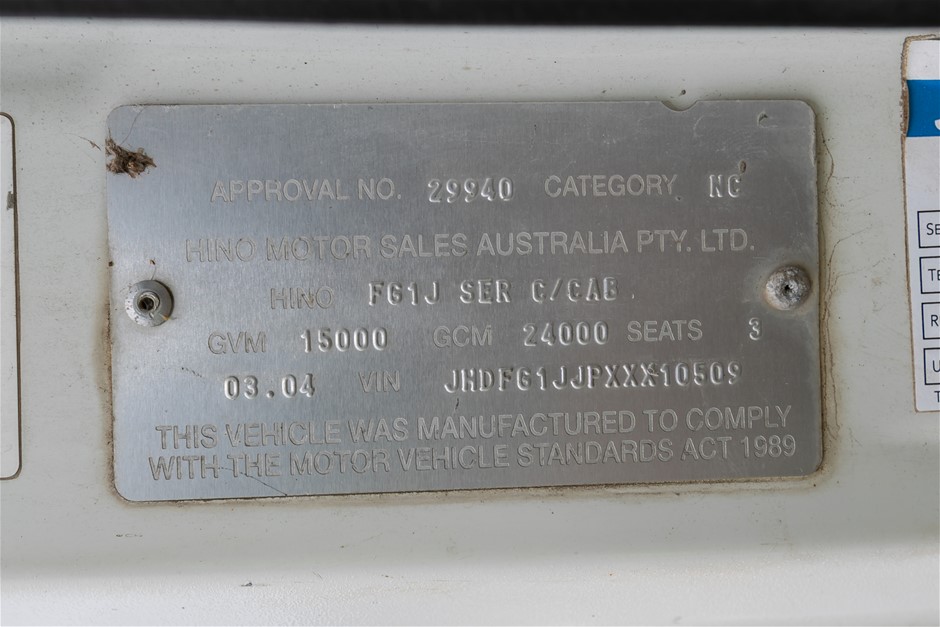 APPROVAL NO. 29940 CATEGORY NC
HINO MOTOR SALES AUSTRALIA PTY. LTD.
HINO FG1J SER C/CAB
GVM 15000 GCM 24000 SEATS 3
03.04 VIN JHDFG1JJPXXX10509
THIS VEHICLE WAS MANUFACTURED TO COMPLY
WITH THE MOTOR VEHICLE STANDARDS ACT 1989
SE
TE
R
U
T